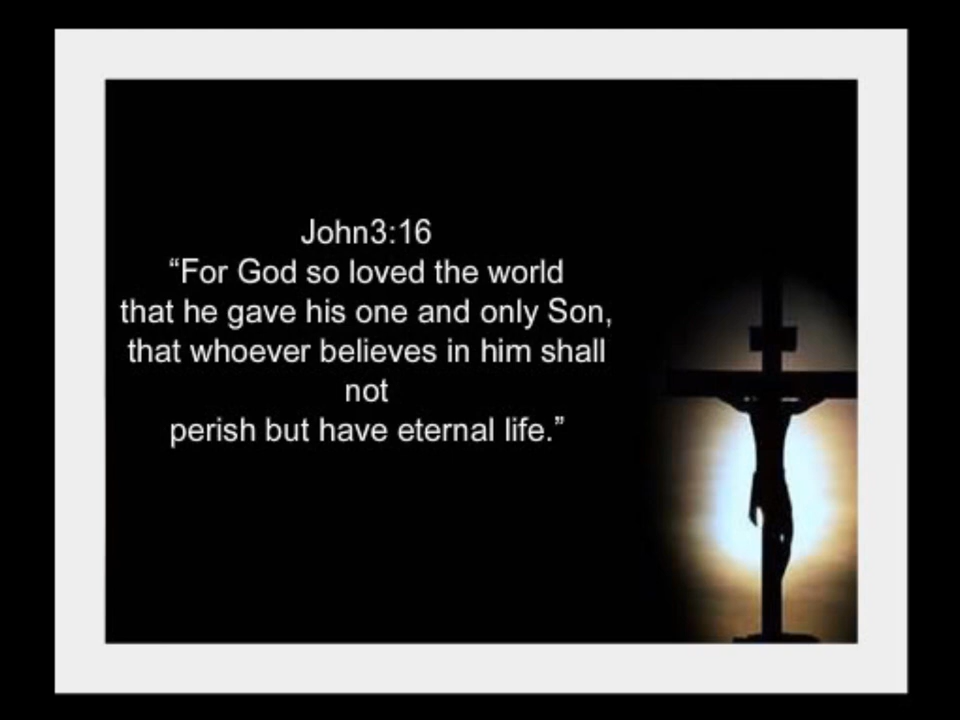 John3:16
“For God so loved the world
that he gave his one and only Son,
that whoever believes in him shall
not
perish but have eternal life.”